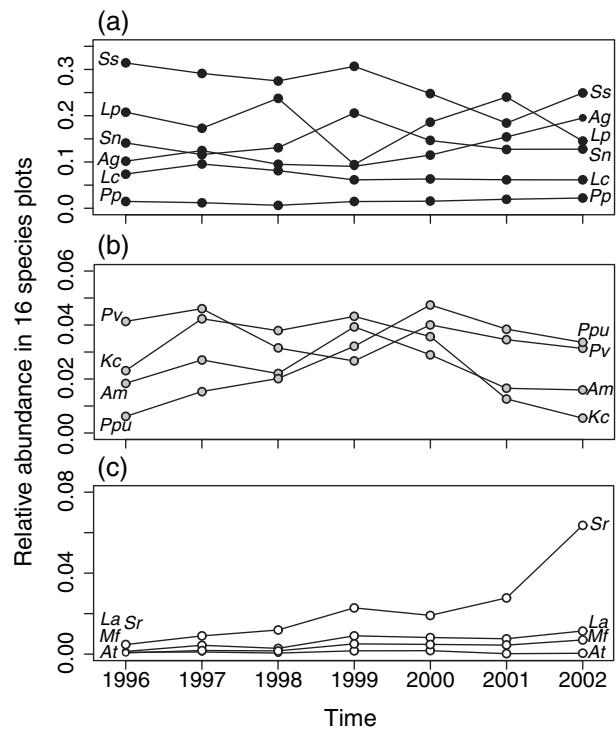 (a)
0.3
0.2
0.1
0.0
Ss
Lp
Sn
Ag
Lc
Pp
Ss
Ag
Lp
Sn
Lc
Pp
Relative abundance in 16 species plots
(b)
0.06
0.04
0.02
0.00
Pv
Kc
Am
Ppu
Ppu
Pv
Am
Kc
(c)
0.08
0.04
0.00
La Sr
Mf
At
Sr
La
Mf
At
1996 1997 1998 1999 2000 2001 2002
Time